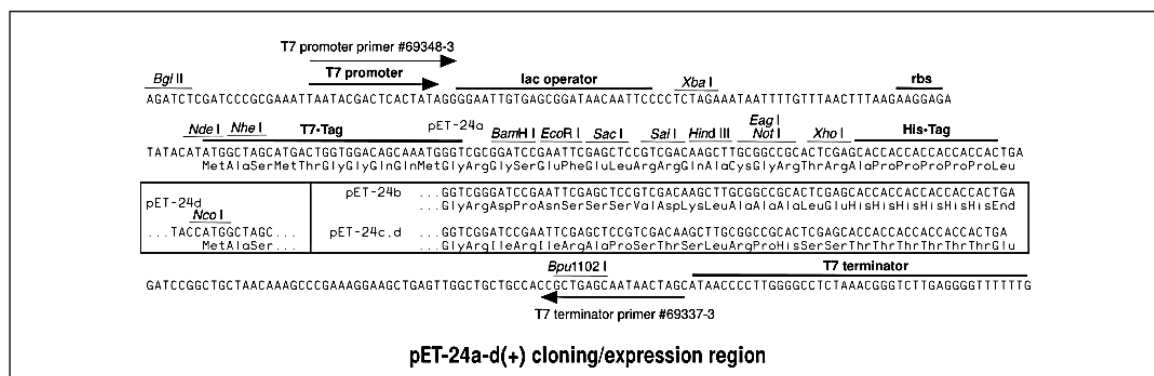 T7 promoter primer #69348-3
Bgl II T7 promoter lac operator Xba I rbs
AGATCTCGATCCCGCGAAATTAATACGACTCACTATAGGGGAATTGTGAGCGGATAACAATTCCCCTCTAGAAATAATTTTGTTTAACTTTAAGAAGGAGA
Eag I
Nde I Nhe I T7•Tag pET-24a BamH I EcoR I Sac I Sal I Hind III Not I Xho I His•Tag
TATACATATGGCTAGCATGACTGGTGGACAGCAAATGGGTCGCGGATCCGAATTCGAGCTCCGTCGACAAGCTTGCGGCCGCACTCGAGCACCACCACCACCACCACTGA
MetAlaSerMetThrGlyGlyGlnGlnMetGlyArgGlySerGluPheGluLeuArgArgGlnAlaCysGlyArgThrArgAlaProProProProProLeu
pET-24b ...GGTCGGGATCCGAATTCGAGCTCCGTCGACAAGCTTGCGGCCGCACTCGAGCACCACCACCACCACCACTGA
GlyArgAspProAsnSerSerSerValAspLysLeuAlaAlaAlaLeuGluHisHisHisHisHisHisEnd
pET-24d
Nco I
...TACCATGGCTAGC... pET-24c,d ...GGTCGGATCCGAATTCGAGCTCCGTCGACAAGCTTGCGGCCGCACTCGAGCACCACCACCACCACCACTGA
MetAlaSer... GlyArgIleArgIleArgAlaProSerThrSerLeuArgProHisSerSerThrThrThrThrThrThrGlu
Bpu1102 I T7 terminator
GATCCGGCTGCTAACAAAGCCCGAAAGGAAGCTGAGTTGGCTGCTGCCACCGCTGAGCAATAACTAGCATAACCCCTTGGGGCCTCTAAACGGGTCTTGAGGGGTTTTTTG
T7 terminator primer #69337-3
pET-24a-d(+) cloning/expression region